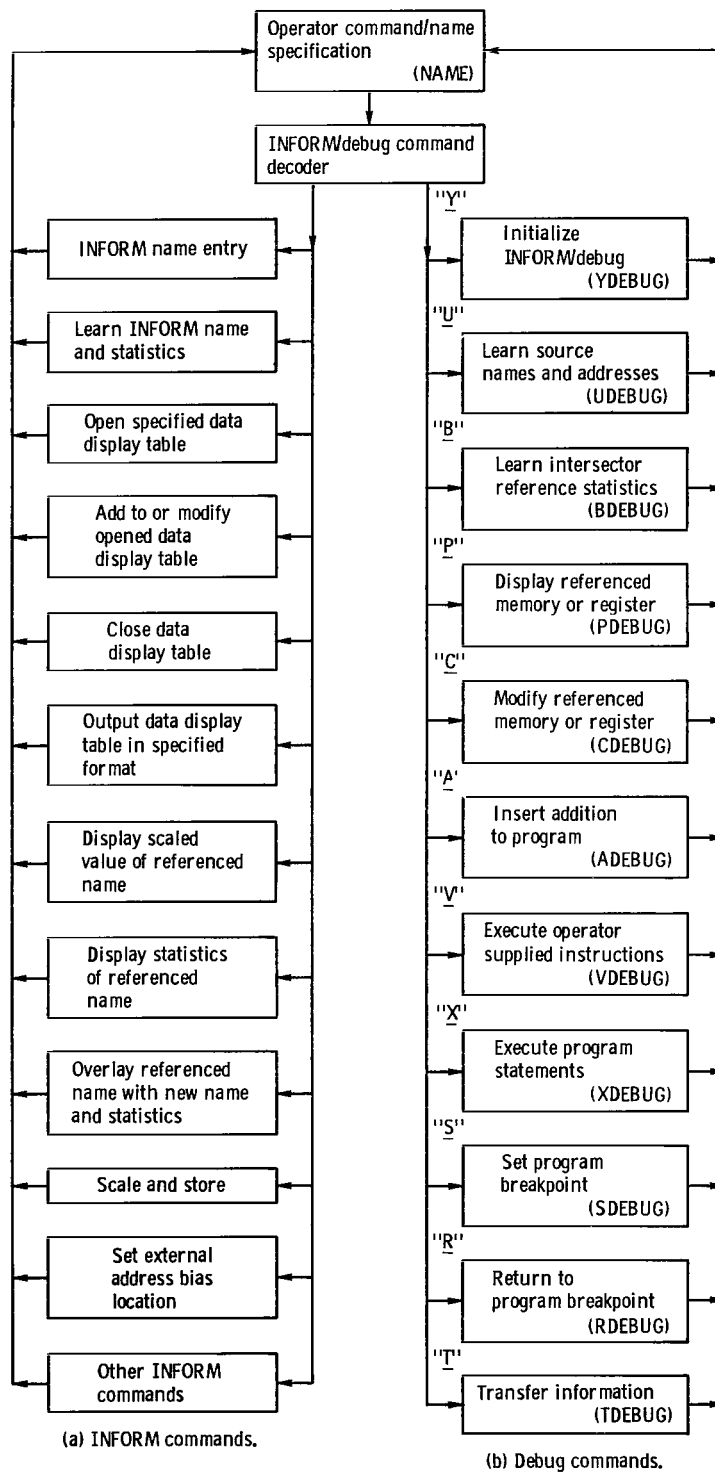 Operator command/name
specification
(NAME)
INFORM/debug command
decoder
INFORM name entry
Learn INFORM name
and statistics
Open specified data
display table
Add to or modify
opened data
display table
Close data
display table
Output data display
table in specified
format
Display scaled
value of referenced
name
Display statistics
of referenced
name
Overlay referenced
name with new name
and statistics
Scale and store
Set external
address bias
location
Other INFORM
commands
(a) INFORM commands.
"Y"
Initialize
INFORM/debug
(YDEBUG)
"U"
Learn source
names and addresses
(UDEBUG)
"B"
Learn intersector
reference statistics
(BDEBUG)
"P"
Display referenced
memory or register
(PDEBUG)
"C"
Modify referenced
memory or register
(CDEBUG)
"A'
Insert addition
to program
(ADEBUG)
"V"
Execute operator
supplied instructions
(VDEBUG)
"X"
Execute program
statements
(XDEBUG)
"S"
Set program
breakpoint
(SDEBUG)
"R"
Return to
program breakpoint
(RDEBUG)
"T"
Transfer information
(TDEBUG)
(b) Debug commands.